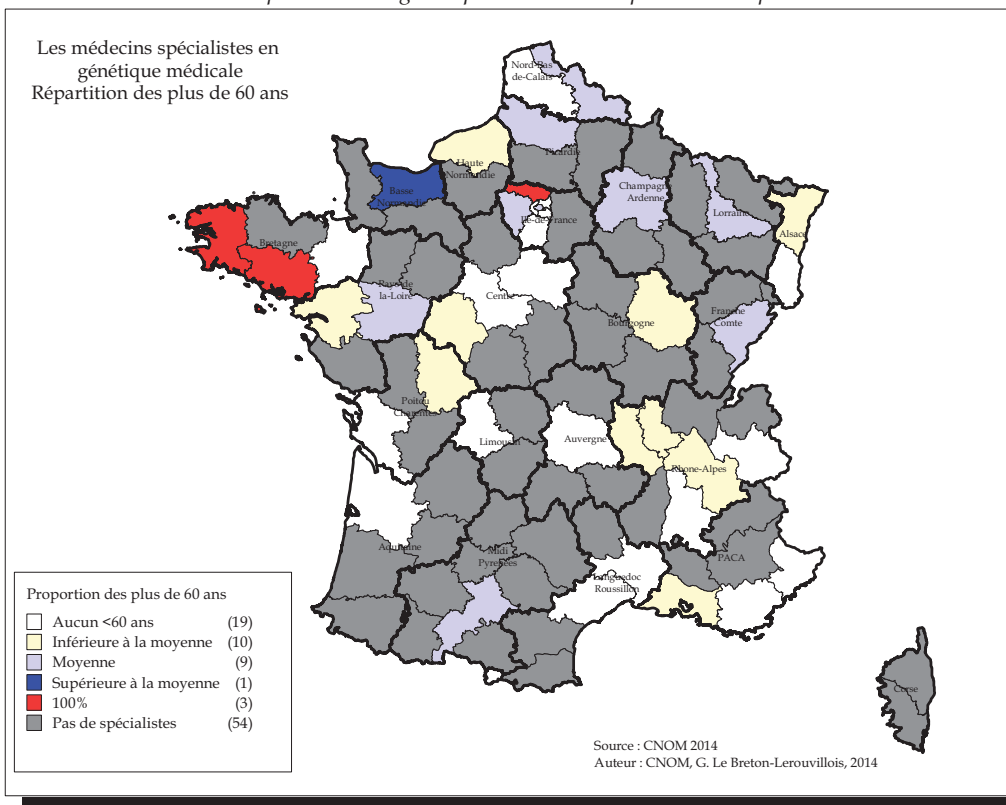 Les médecins spécialistes en
génétique médicale
Répartition des plus de 60 ans
Nord-Pas
de-Calais
Picardie
Haute
Normandie
Basse
Normandie
Champagne
Ardenne
Lorraine
Ile-de-France
Alsace
Bretagne
Pays-de
la-Loire
Centre
Bourgogne
Franche
Comte
Poitou
Charentes
Limousin
Auvergne
Rhone-Alpes
Aquitaine
Midi
Pyrenees
Languedoc
Roussillon
PACA
Corse
Proportion des plus de 60 ans
Aucun <60 ans (19)
Inférieure à la moyenne (10)
Moyenne (9)
Supérieure à la moyenne (1)
100% (3)
Pas de spécialistes (54)
Source : CNOM 2014
Auteur : CNOM, G. Le Breton-Lerouvillois, 2014